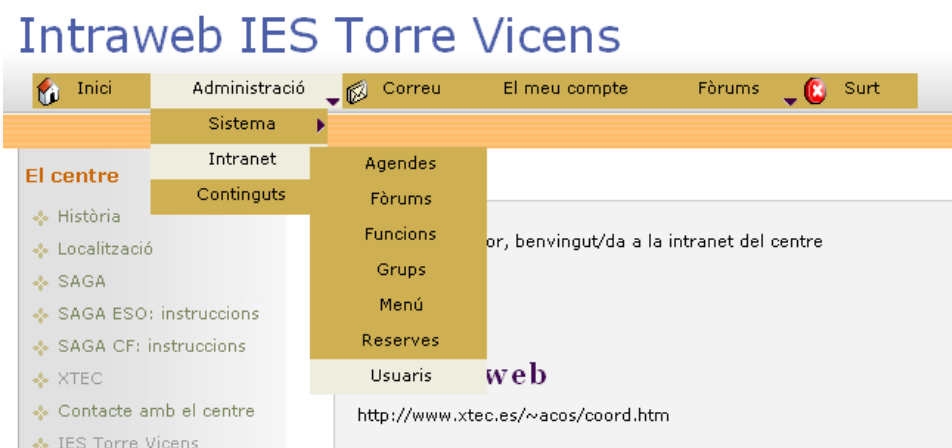 Intraweb IES Torre Vicens
Inici Administració Correu El meu compte Fòrums Surt
Sistema
Intranet
Continguts
Agendes
Fòrums
Funcions
Grups
Menú
Reserves
Usuaris
El centre
Història
Localització
SAGA
SAGA ESO: instruccions
SAGA CF: instruccions
XTEC
Contacte amb el centre
IES Torre Vicens
or, benvingut/da a la intranet del centre
web
http://www.xtec.es/~acos/coord.htm